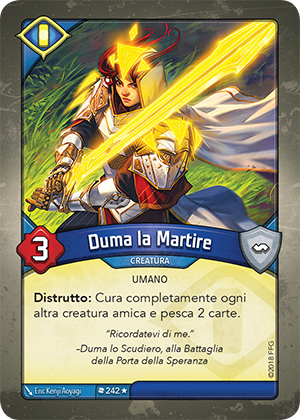 Duma la Martire
CREATURA
3
UMANO
Distrutto: Cura completamente ogni
altra creatura amica e pesca 2 carte.
“Ricordatevi di me.”
-Duma lo Scudiero, alla Battaglia
della Porta della Speranza
Eric Kenji Aoyagi
242
©2018 FFG